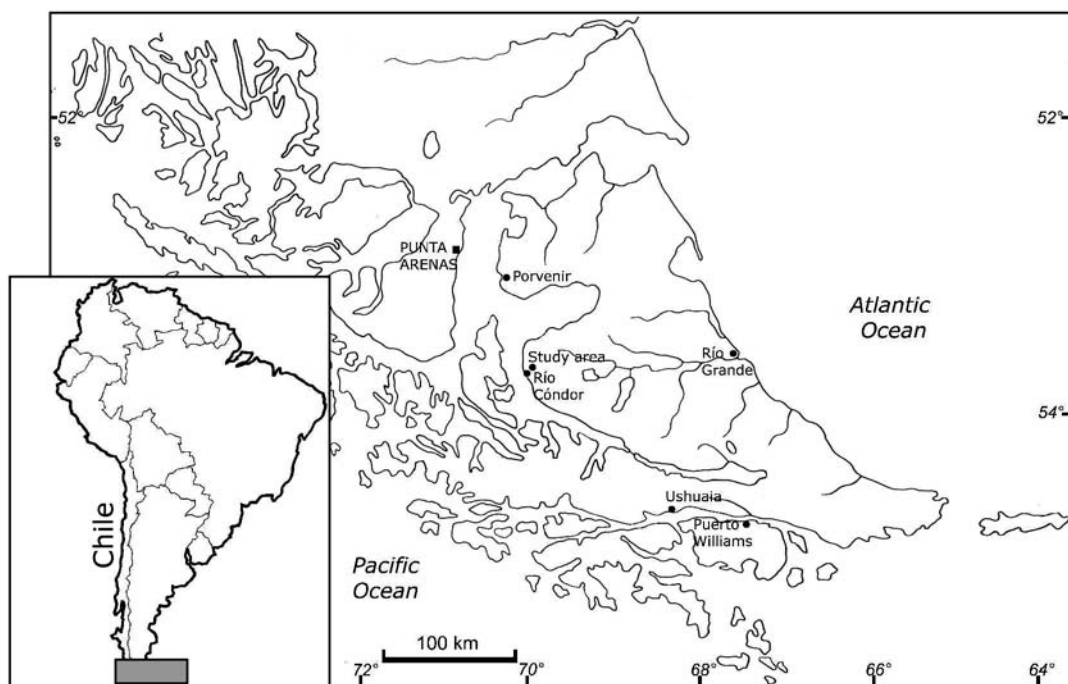 52°
52°
PUNTA
ARENAS
Porvenir
Atlantic
Ocean
Study area
Río
Cóndor
Río
Grande
54°
Chile
Ushuaia
Puerto
Williams
Pacific
Ocean
100 km
72°
70°
68°
66°
64°